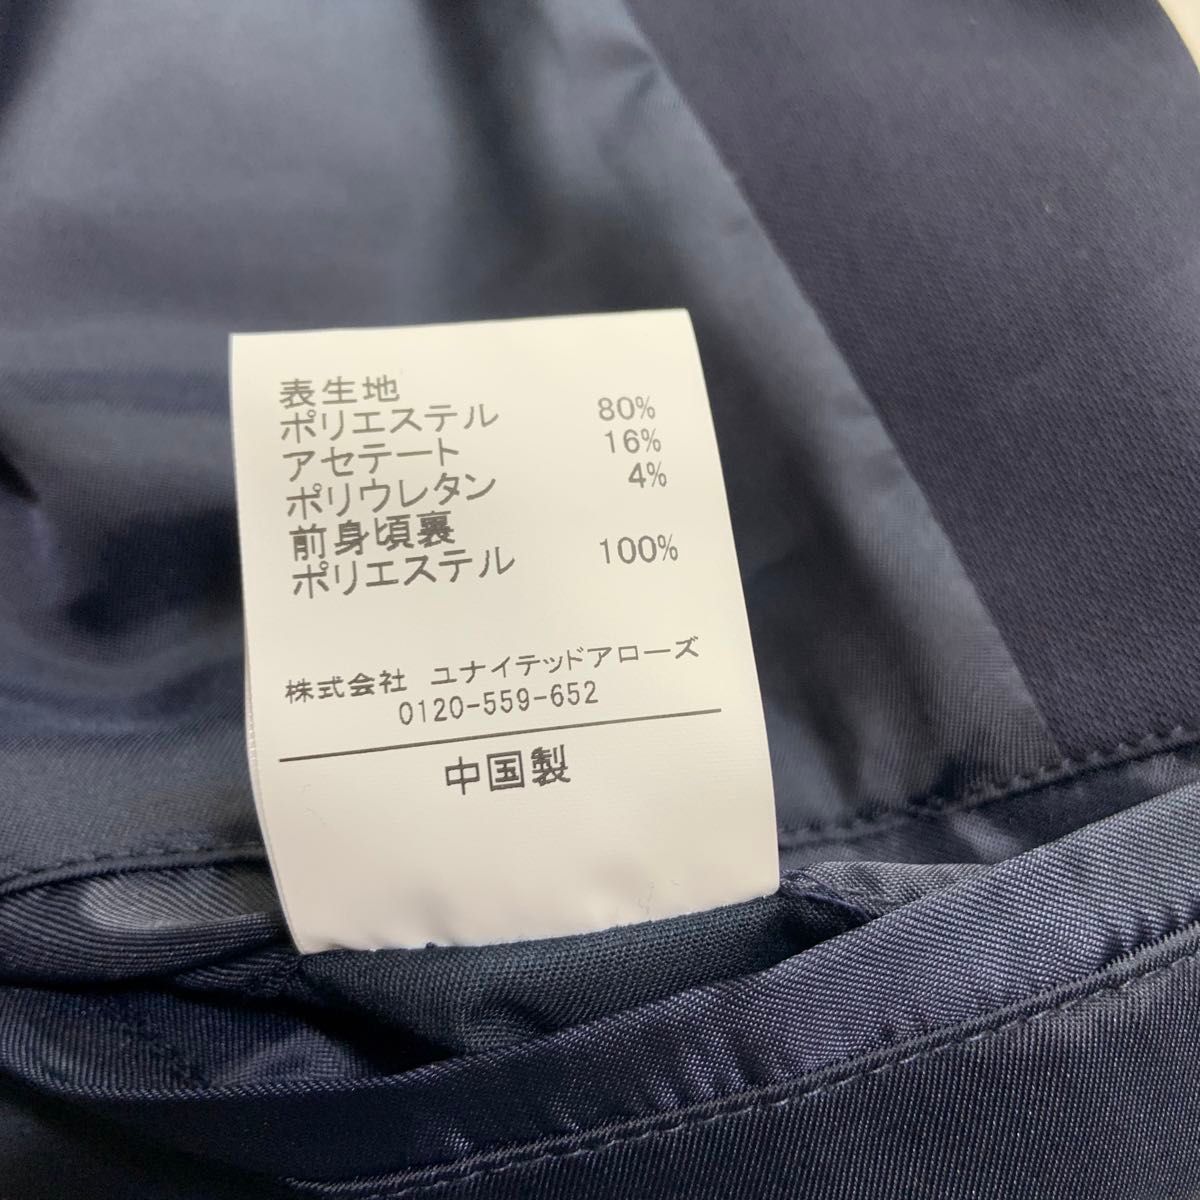 表生地
ポリエステル 80%
アセテート 16%
ポリウレタン 4%
前身頃裏
ポリエステル 100%
株式会社 ユナイテッドアローズ
0120-559-652
中国製